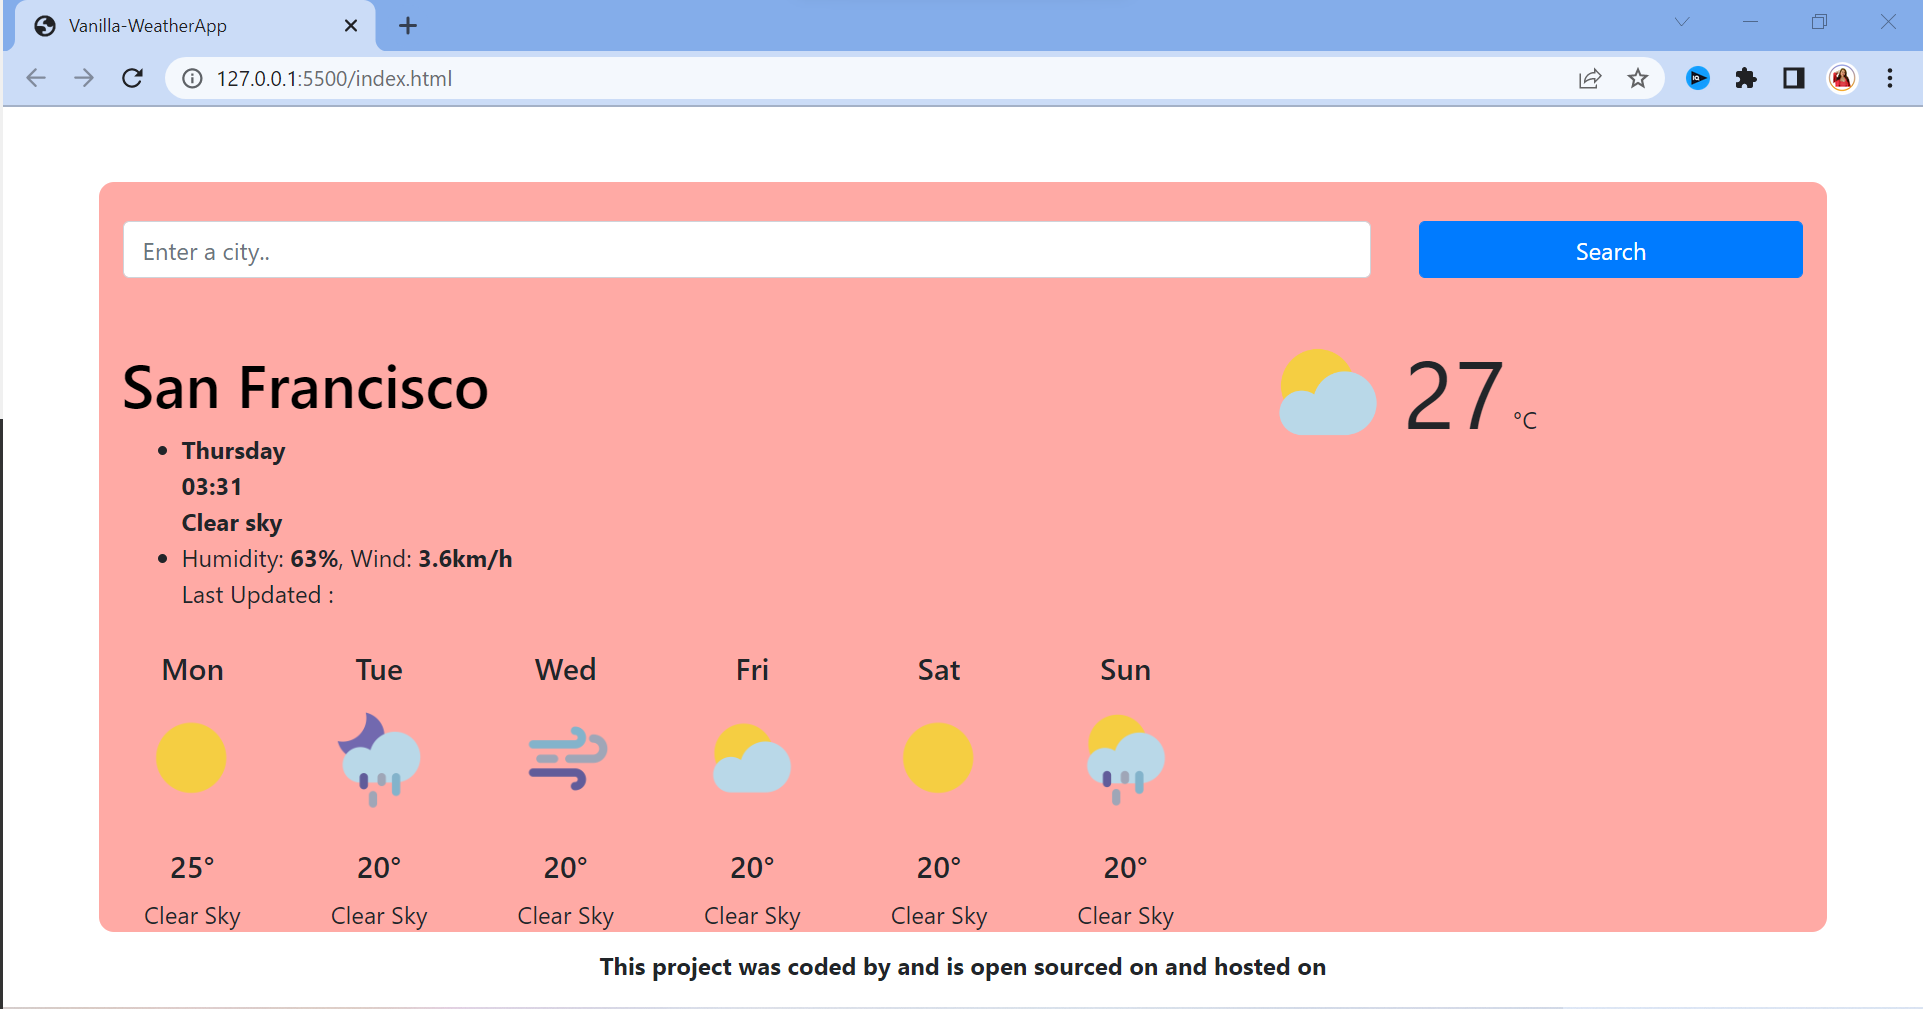 Vanilla-WeatherApp
127.0.0.1:5500/index.html
Enter a city..
Search
San Francisco
27 °C
Thursday
03:31
Clear sky
Humidity: 63%, Wind: 3.6km/h
Last Updated :
Mon Tue Wed Fri Sat Sun
25° 20° 20° 20° 20° 20°
Clear Sky Clear Sky Clear Sky Clear Sky Clear Sky Clear Sky
This project was coded by and is open sourced on and hosted on